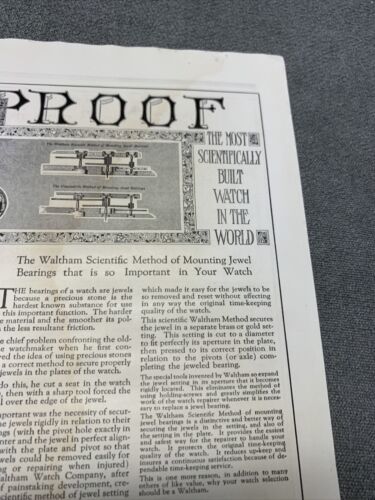 PROOF
THE MOST
SCIENTIFICALLY
BUILT
WATCH
IN THE
WORLD
The Waltham Scientific Method of Mounting Jewel
Bearings that is so Important in Your Watch
THE bearings of a watch are jewels
because a precious stone is the
hardest known substance for use
this important function. The harder
e material and the smoother its pol-
n the less resultant friction.
e chief problem confronting the old-
watchmaker when he first con-
ved the idea of using precious stones
a correct method to secure properly
jewels in the plates of the watch.
do this, he cut a seat in the watch
, then with a sharp tool forced the
l over the edge of the jewel.
portant was the necessity of secur-
e jewels rigidly in relation to their
gs (with the pivot hole exactly in
nter and the jewel in perfect align-
with the plate and pivot so that
wels could be removed easily for
ng or repairing when injured)
altham Watch Company, after
f painstaking development, cre-
cientific method of jewel setting
which made it easy for the jewels to be
so removed and reset without affecting
in any way the original time-keeping
quality of the watch.
This scientific Waltham Method secures
the jewel in a separate brass or gold set-
ting. This setting is cut to a diameter
to fit perfectly its aperture in the plate,
then pressed to its correct position in
relation to the pivots (or axle) com-
pleting the jeweled bearing.
The special tools invented by Waltham so expand
the jewel setting in its aperture that it becomes
rigidly located. This eliminates the method of
using holding-screws and greatly simplifies the
work of the watch repairer whenever it is neces-
sary to replace a jewel bearing.
The Waltham Scientific Method of mounting
jewel bearings is a distinctive and better way of
securing the jewels in the setting, and also of
the setting in the plate. It provides the easiest
and safest way for the repairer to handle your
watch. It protects the original time-keeping
quality of the watch. It reduces up-keep and
insures a continuous satisfaction because of de-
pendable time-keeping service.
This is one more reason, in addition to many
others of like value, why your watch selection
should be a Waltham.